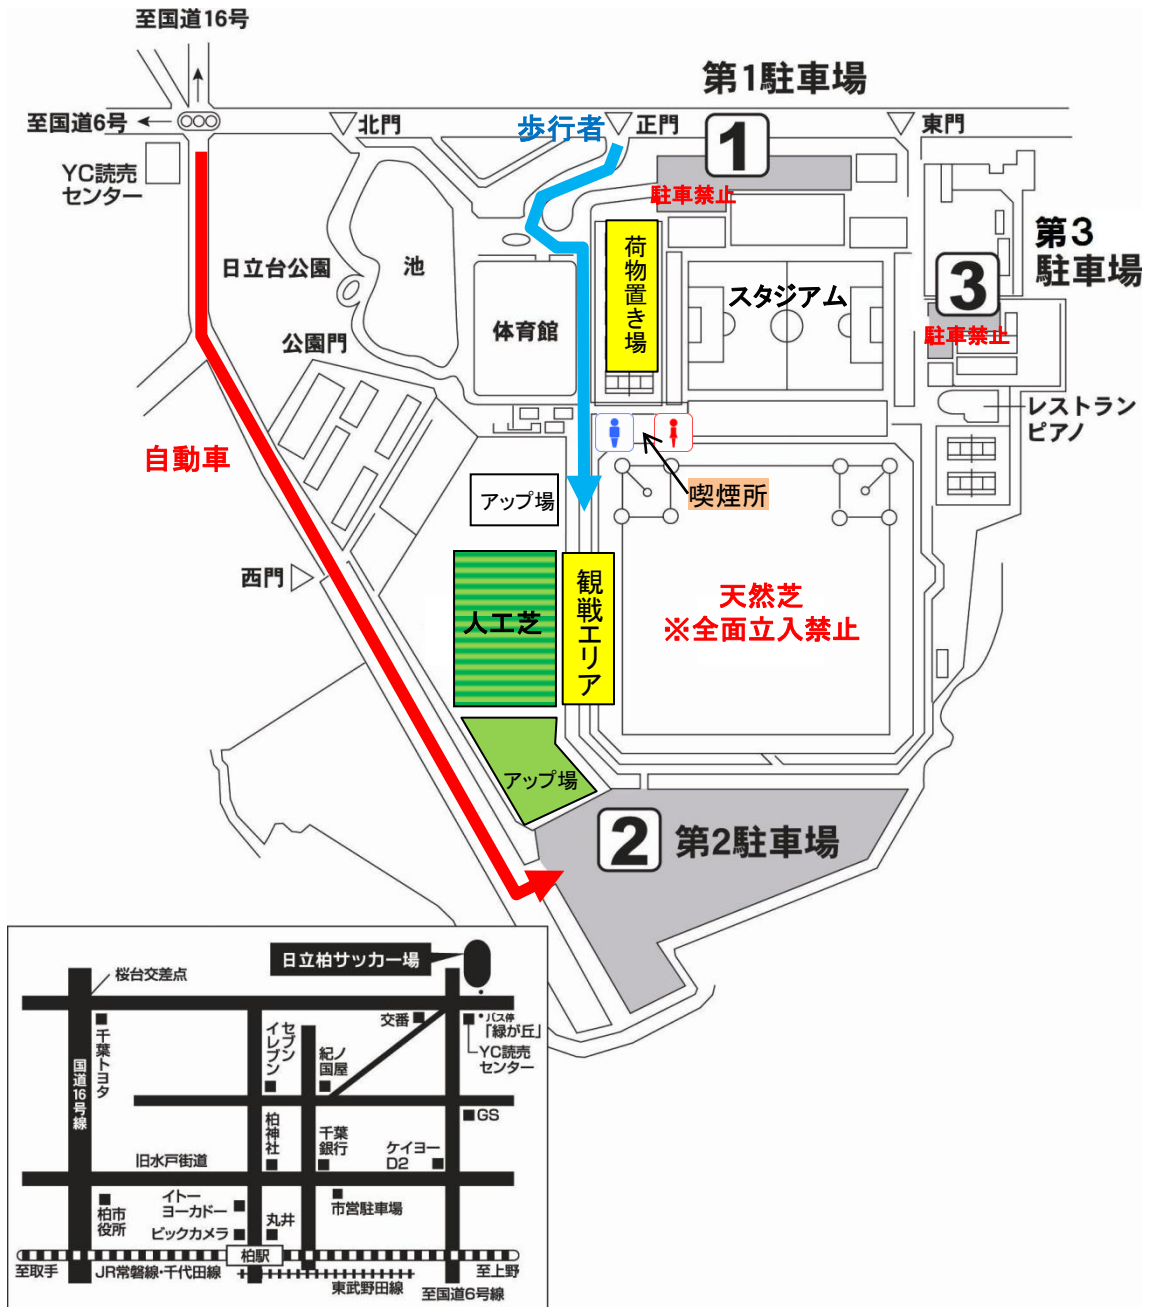 至国道16号
第1駐車場
至国道6号
北門
歩行者
正門
東門
1
YC読売
センター
駐車禁止
第3
駐車場
荷物置き場
日立台公園
池
3
スタジアム
体育館
駐車禁止
公園門
レストラン
ピアノ
自動車
アップ場
喫煙所
西門
観戦エリア
人工芝
天然芝
※全面立入禁止
アップ場
2
第2駐車場
日立柏サッカー場
桜台交差点
千葉トヨタ
国道16号線
セブン
イレブン
紀ノ
国屋
交番
バス停
「緑が丘」
YC読売
センター
GS
柏神社
千葉
銀行
ケイヨー
D2
旧水戸街道
柏市
役所
イトー
ヨーカドー
ビックカメラ
丸井
市営駐車場
柏駅
至取手
JR常磐線・千代田線
東武野田線
至上野
至国道6号線